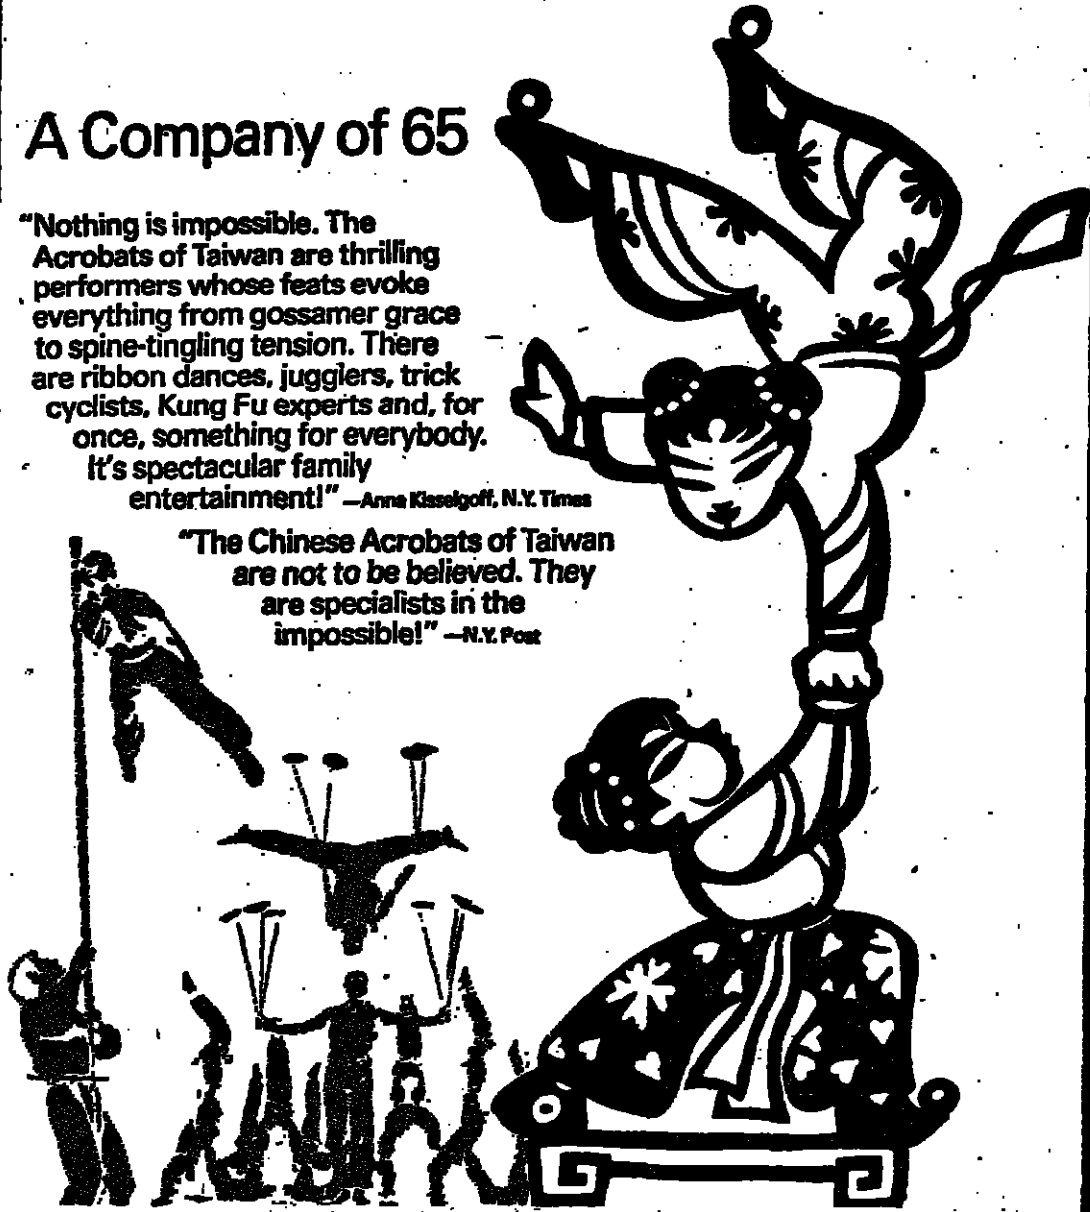 A Company of 65
“Nothing is impossible. The
Acrobats of Taiwan are thrilling
performers whose feats evoke
everything from gossamer grace
to spine-tingling tension. There
are ribbon dances, jugglers, trick
cyclists, Kung Fu experts and, for
once, something for everybody.
It’s spectacular family
entertainment!” —Anna Kisselgoff, N.Y. Times
“The Chinese Acrobats of Taiwan
are not to be believed. They
are specialists in the
impossible!” —N.Y. Post